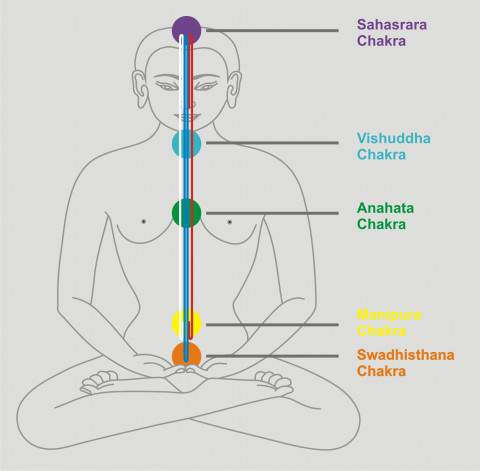 Sahasrara
Chakra
Vishuddha
Chakra
Anahata
Chakra
Manipura
Chakra
Swadhisthana
Chakra